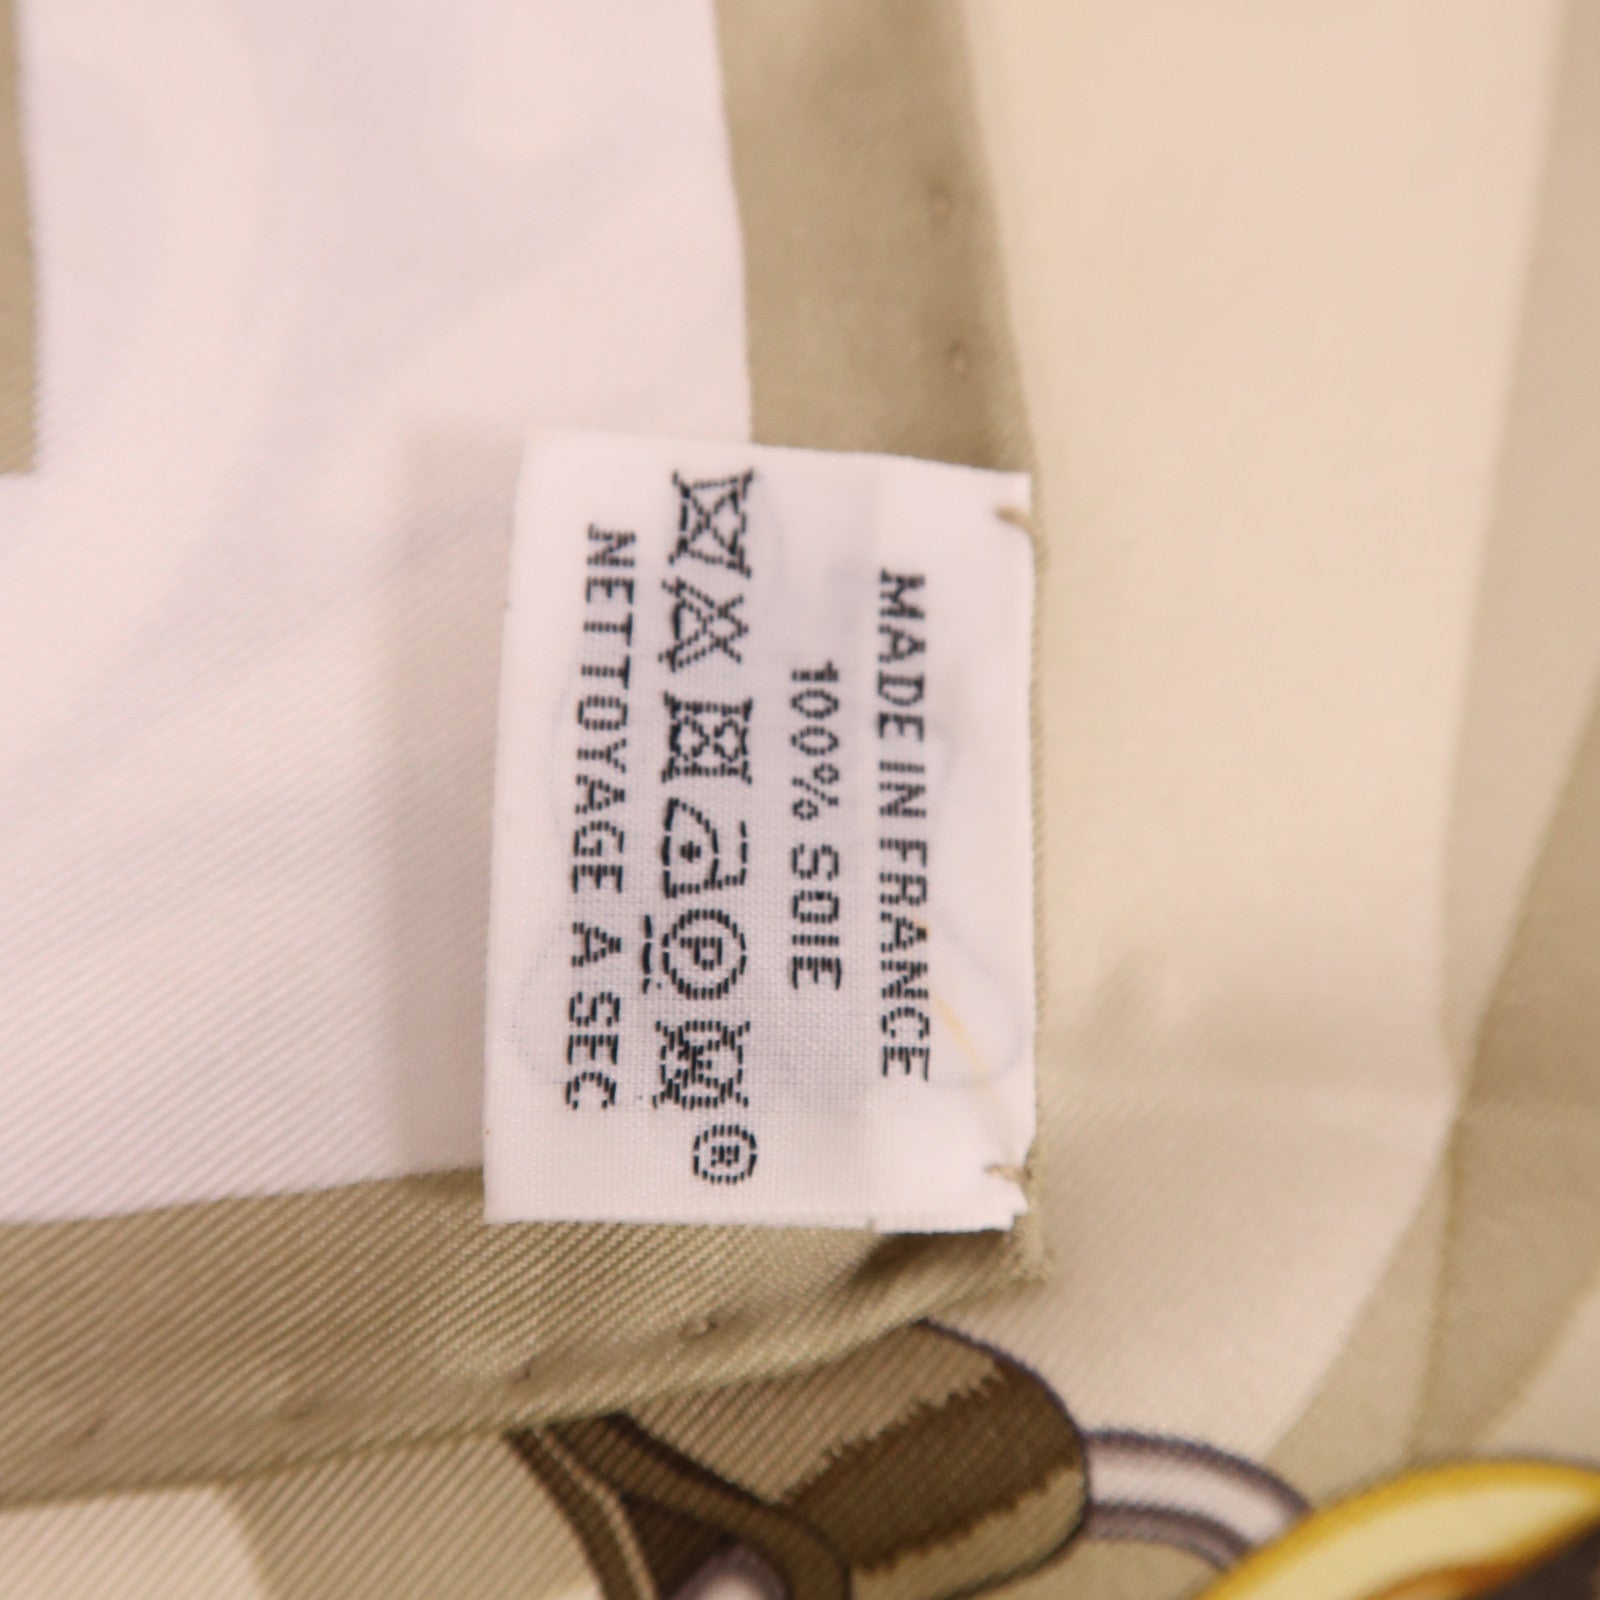 MADE IN FRANCE
100% SOIE
P W ®
NETTOYAGE A SEC